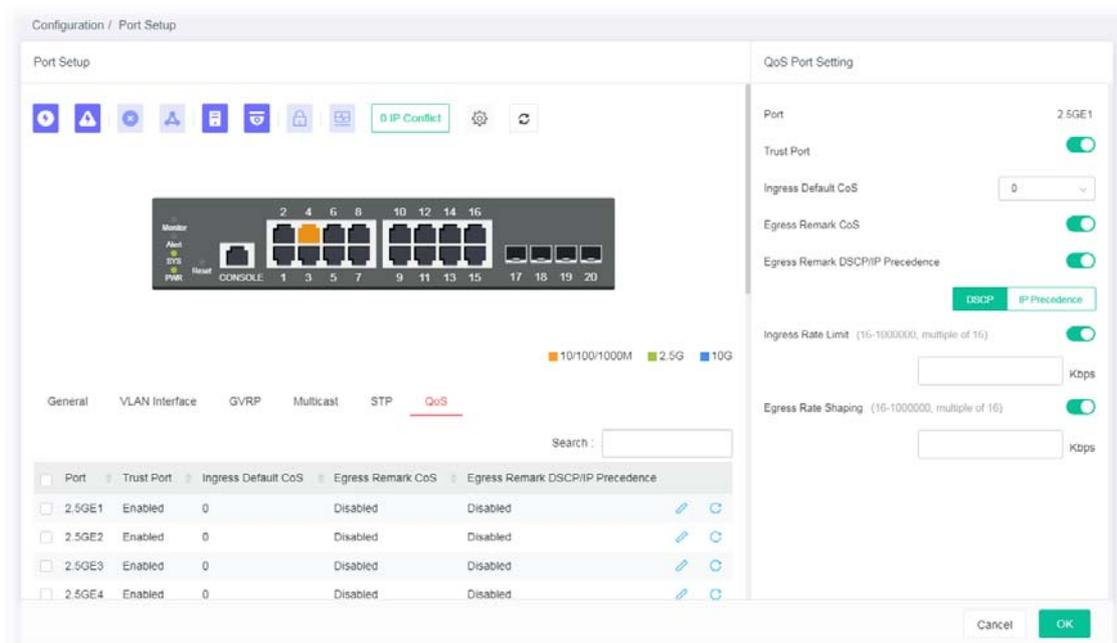 Configuration / Port Setup
Port Setup
0 IP Conflict
Monitor
Alert
SYS
PWR
Reset
CONSOLE
2 4 6 8 10 12 14 16
1 3 5 7 9 11 13 15 17 18 19 20
10/100/1000M 2.5G 10G
General VLAN Interface GVRP Multicast STP QoS
Search :
Port Trust Port Ingress Default CoS Egress Remark CoS Egress Remark DSCP/IP Precedence
2.5GE1 Enabled 0 Disabled Disabled
2.5GE2 Enabled 0 Disabled Disabled
2.5GE3 Enabled 0 Disabled Disabled
2.5GE4 Enabled 0 Disabled Disabled
QoS Port Setting
Port 2.5GE1
Trust Port
Ingress Default CoS 0
Egress Remark CoS
Egress Remark DSCP/IP Precedence
DSCP IP Precedence
Ingress Rate Limit (16-1000000, multiple of 16)
Kbps
Egress Rate Shaping (16-1000000, multiple of 16)
Kbps
Cancel OK